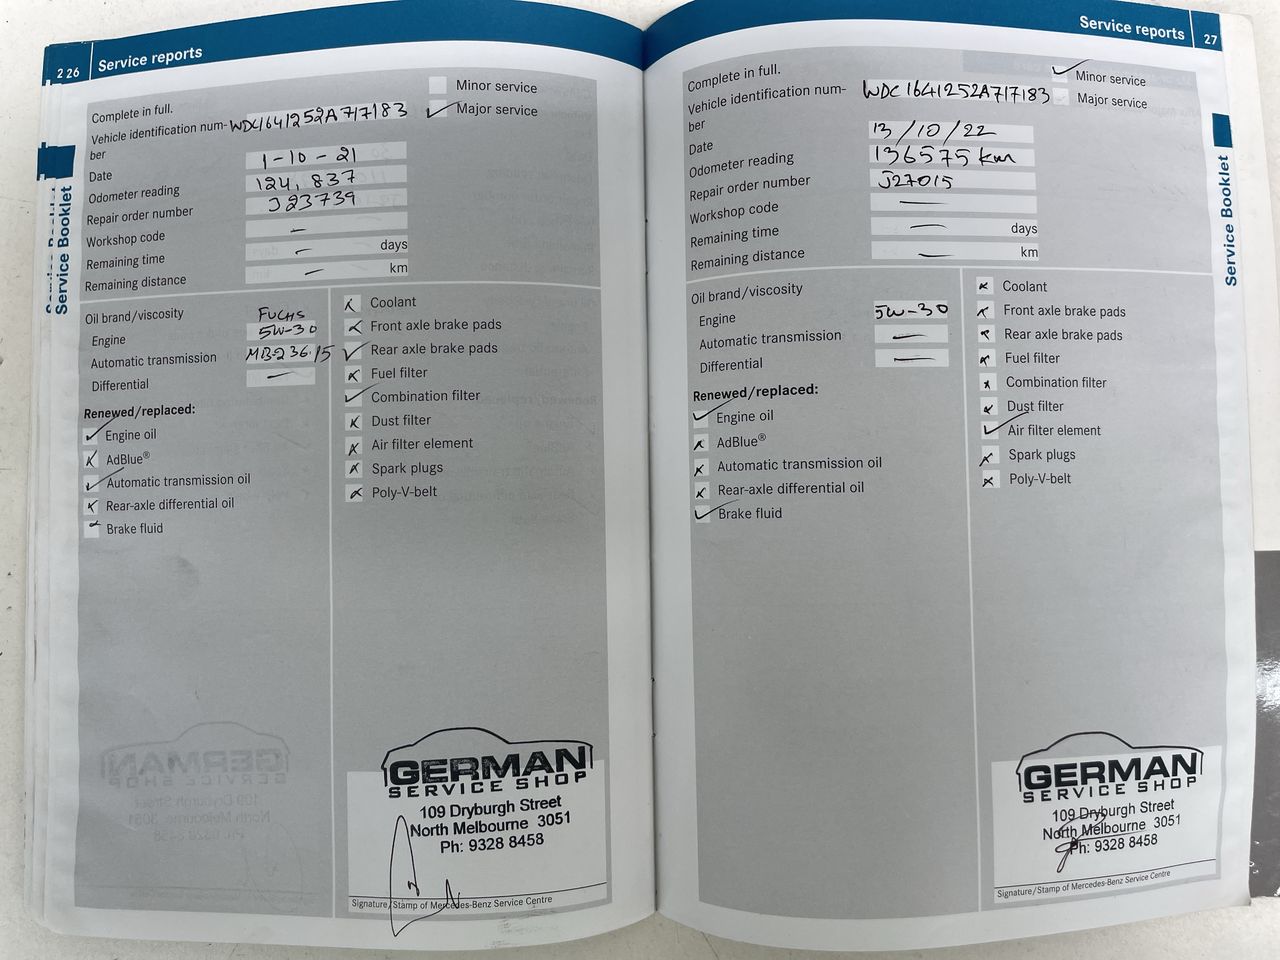 2 26 Service reports
Complete in full.
Minor service
Major service
Vehicle identification num-
ber
WDC1641252A717183
Date 1-10-21
Odometer reading 124,837
Repair order number J23739
Workshop code –
Remaining time – days
Remaining distance – km
Oil brand/viscosity FUCHS
Engine 5W-30
Automatic transmission MB236.15
Differential –
Renewed/replaced:
Engine oil
AdBlue®
Automatic transmission oil
Rear-axle differential oil
Brake fluid
Coolant
Front axle brake pads
Rear axle brake pads
Fuel filter
Combination filter
Dust filter
Air filter element
Spark plugs
Poly-V-belt
GERMAN
SERVICE SHOP
109 Dryburgh Street
North Melbourne 3051
Ph: 9328 8458
Signature/Stamp of Mercedes-Benz Service Centre
Service Booklet
Service reports 27
Complete in full.
Minor service
Major service
Vehicle identification num-
ber
WDC1641252A717183
Date 13/10/22
Odometer reading 136575 km
Repair order number J27015
Workshop code –
Remaining time – days
Remaining distance – km
Oil brand/viscosity
Engine 5W-30
Automatic transmission –
Differential –
Renewed/replaced:
Engine oil
AdBlue®
Automatic transmission oil
Rear-axle differential oil
Brake fluid
Coolant
Front axle brake pads
Rear axle brake pads
Fuel filter
Combination filter
Dust filter
Air filter element
Spark plugs
Poly-V-belt
GERMAN
SERVICE SHOP
109 Dryburgh Street
North Melbourne 3051
Ph: 9328 8458
Signature/Stamp of Mercedes-Benz Service Centre
Service Booklet